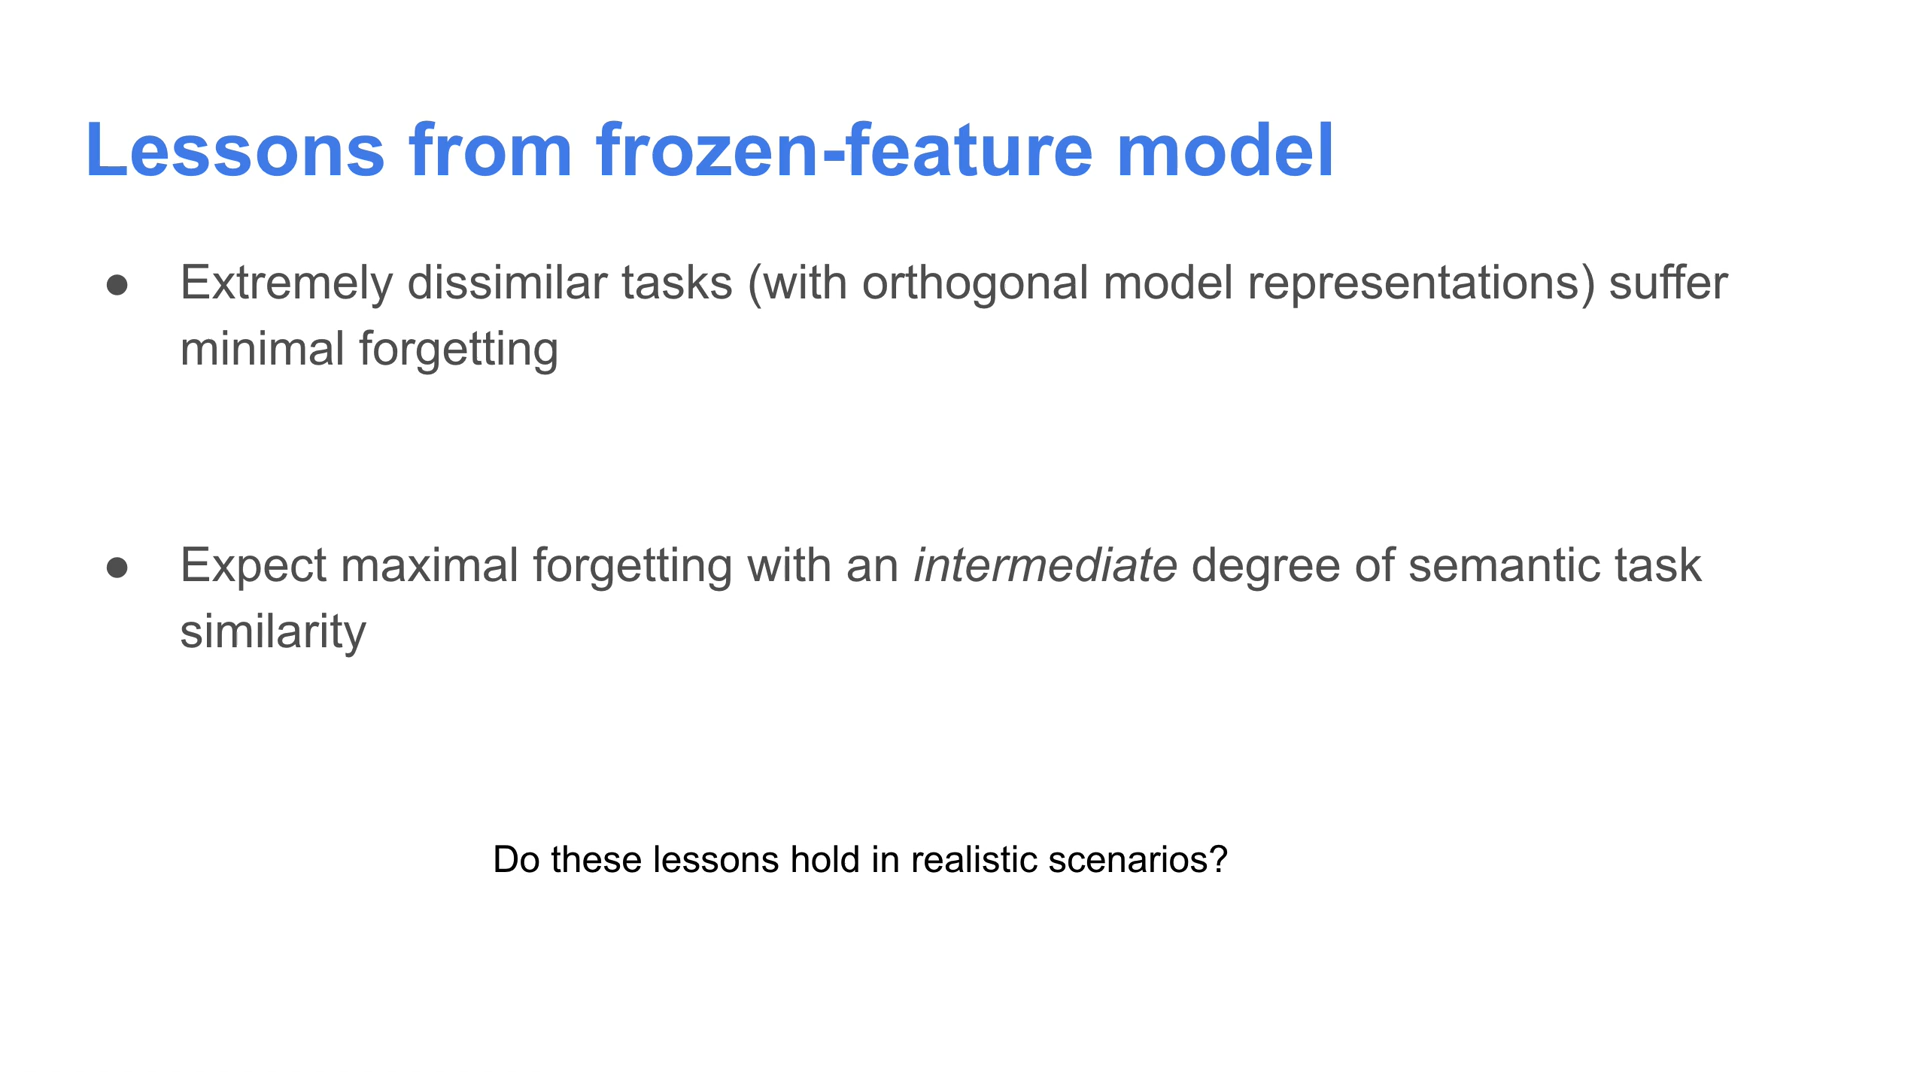 Lessons from frozen-feature model
● Extremely dissimilar tasks (with orthogonal model representations) suffer
minimal forgetting
● Expect maximal forgetting with an intermediate degree of semantic task
similarity
Do these lessons hold in realistic scenarios?